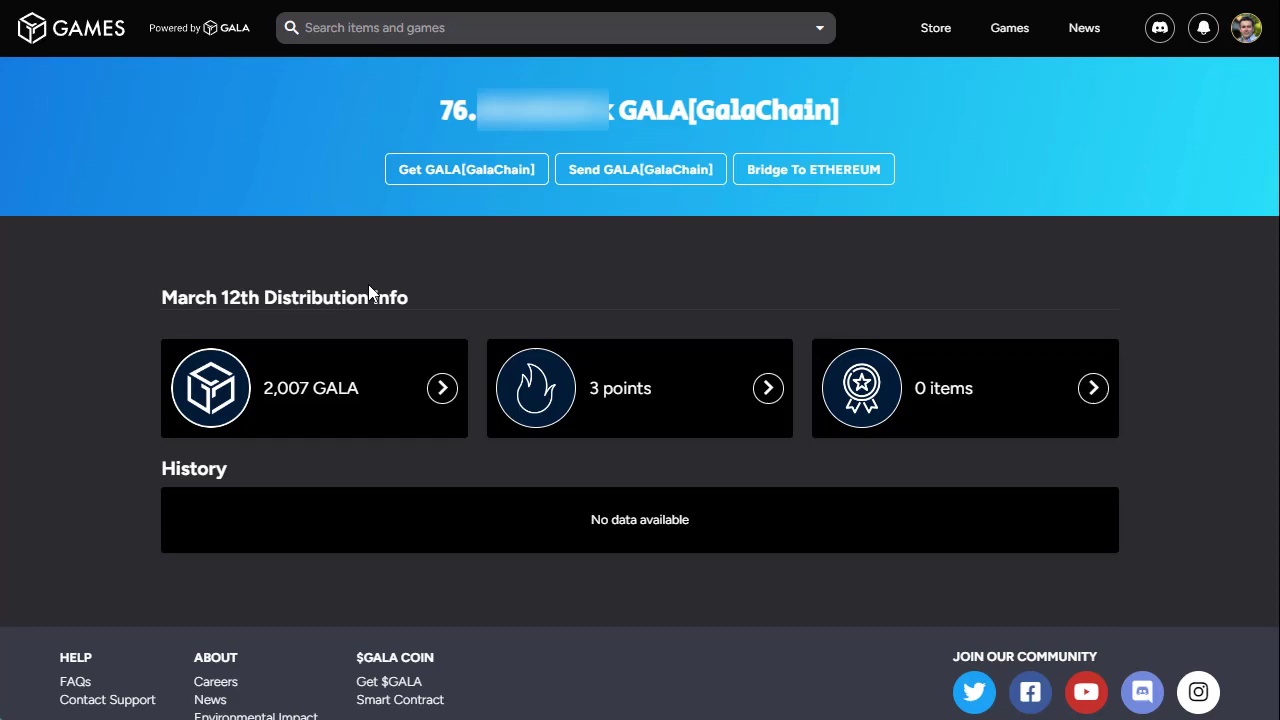 GAMES Powered by GALA Search items and games Store Games News
76. k GALA[GalaChain]
Get GALA[GalaChain] Send GALA[GalaChain] Bridge To ETHEREUM
March 12th Distribution Info
2,007 GALA 3 points 0 items
History
No data available
HELP ABOUT $GALA COIN JOIN OUR COMMUNITY
FAQs Careers Get $GALA
Contact Support News Smart Contract
Environmental Impact